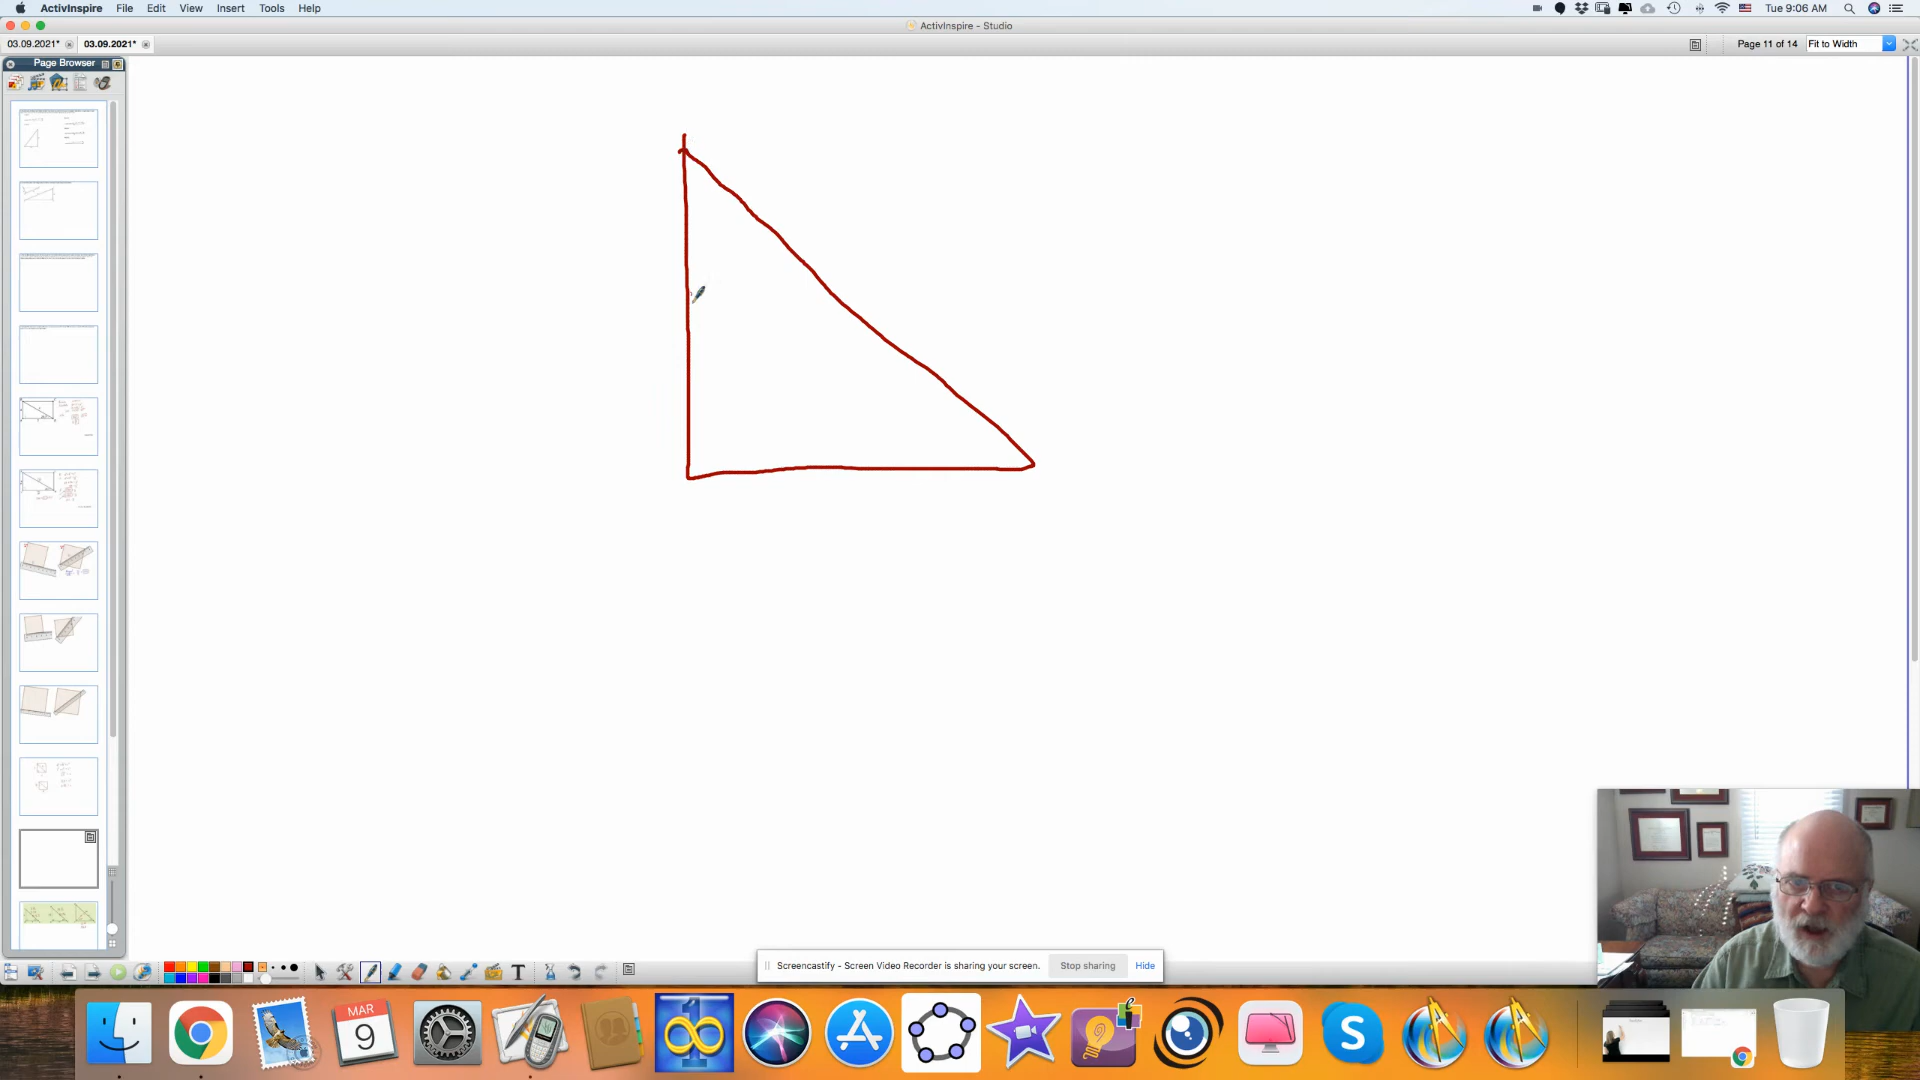 ActivInspire File Edit View Insert Tools Help Tue 9:06 AM
ActivInspire - Studio
03.09.2021* 03.09.2021* Page 11 of 14 Fit to Width
Page Browser
Screencastify - Screen Video Recorder is sharing your screen. Stop sharing Hide
MAR
9
1
S